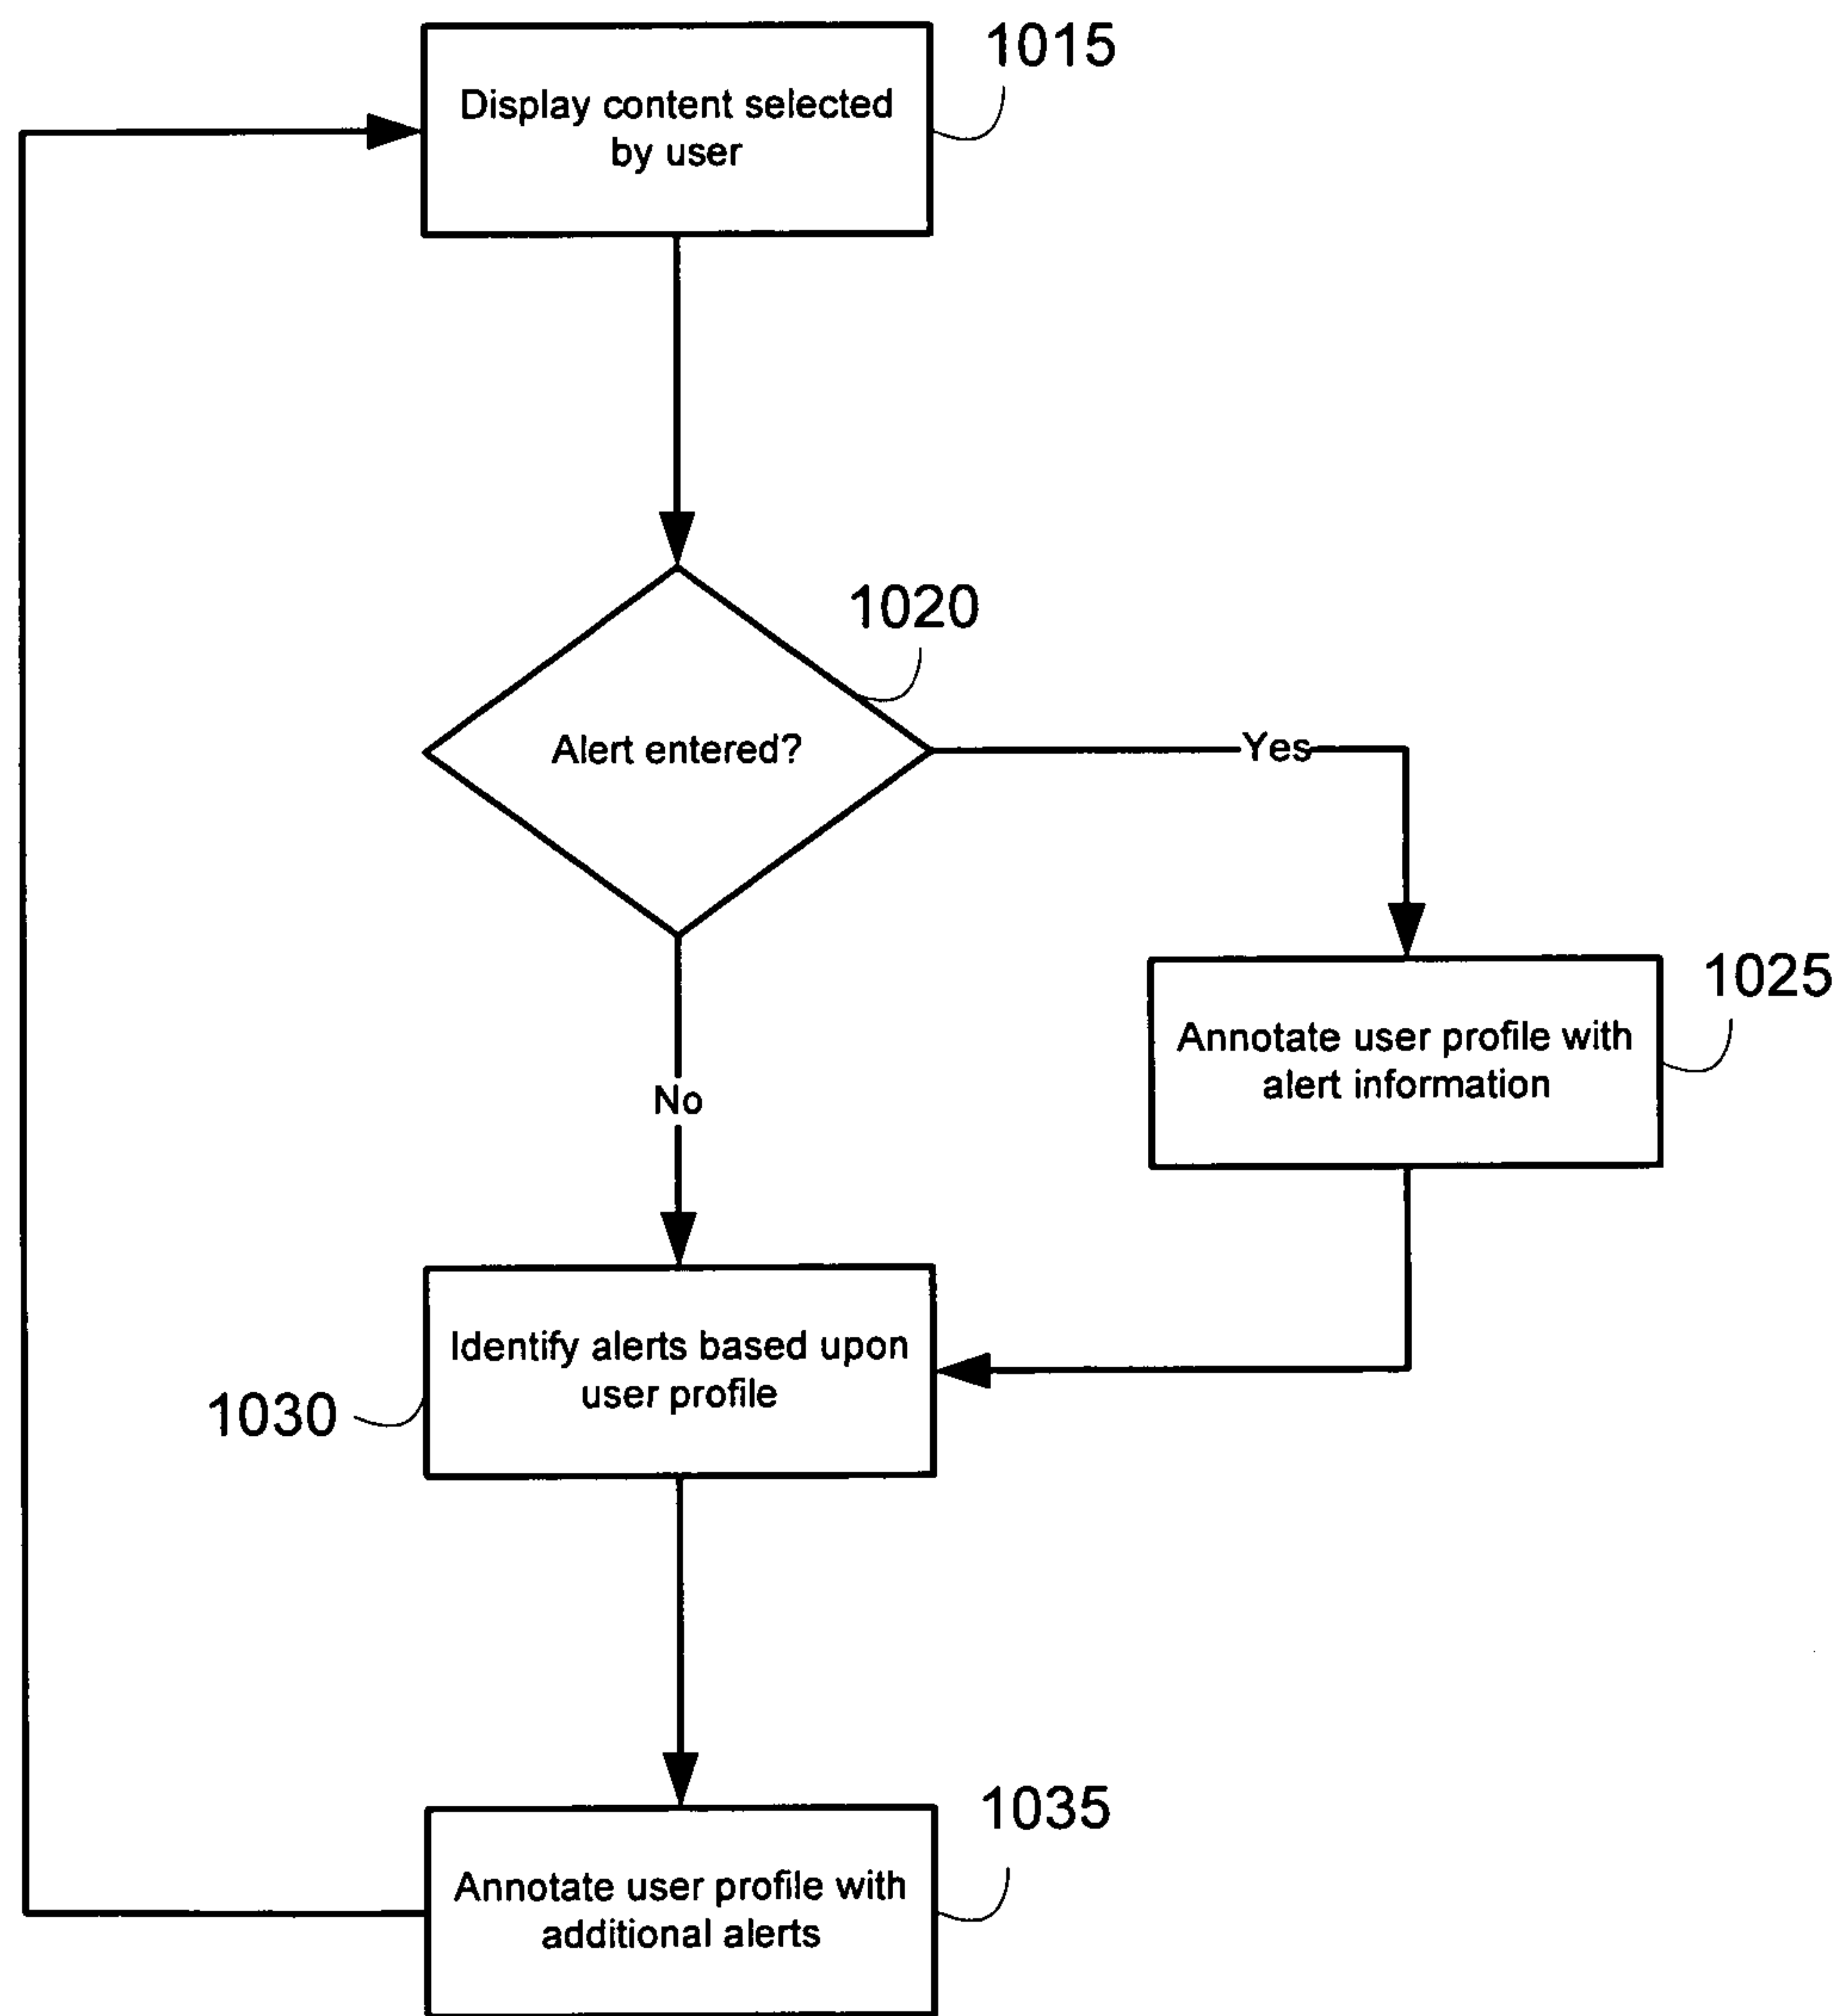 1015
Display content selected
by user
1020
Alert entered?
Yes
1025
Annotate user profile with
alert information
No
Identify alerts based upon
user profile
1030
1035
Annotate user profile with
additional alerts